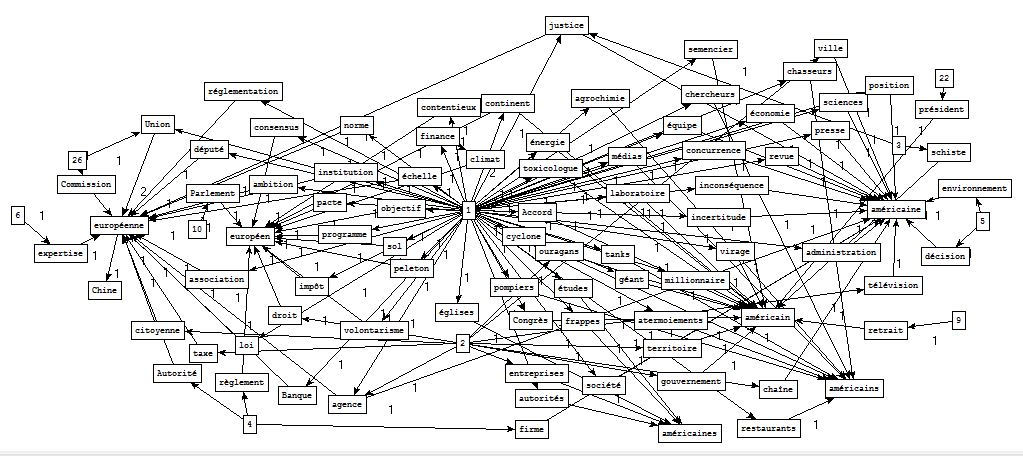 justice
semencier
ville
chasseurs
22
position
réglementation
agrochimie
chercheurs
sciences
président
contentieux
continent
économie
Union
consensus
norme
équipe
presse
finance
énergie
3
député
concurrence
schiste
26
climat
médias
revue
toxicologue
institution
échelle
Commission
ambition
inconséquence
environnement
Parlement
laboratoire
pacte
objectif
1
Accord
américaine
6
incertitude
européenne
10
5
programme
européen
cyclone
sol
expertise
ouragans
tanks
virage
administration
décision
peleton
association
géant
millionnaire
impôt
Chine
pompiers
études
télévision
églises
droit
Congrès
frappes
atermoiements
américain
9
citoyenne
volontarisme
retrait
loi
2
territoire
taxe
Autorité
entreprises
règlement
société
gouvernement
chaîne
américains
Banque
autorités
agence
4
firme
restaurants
américaines